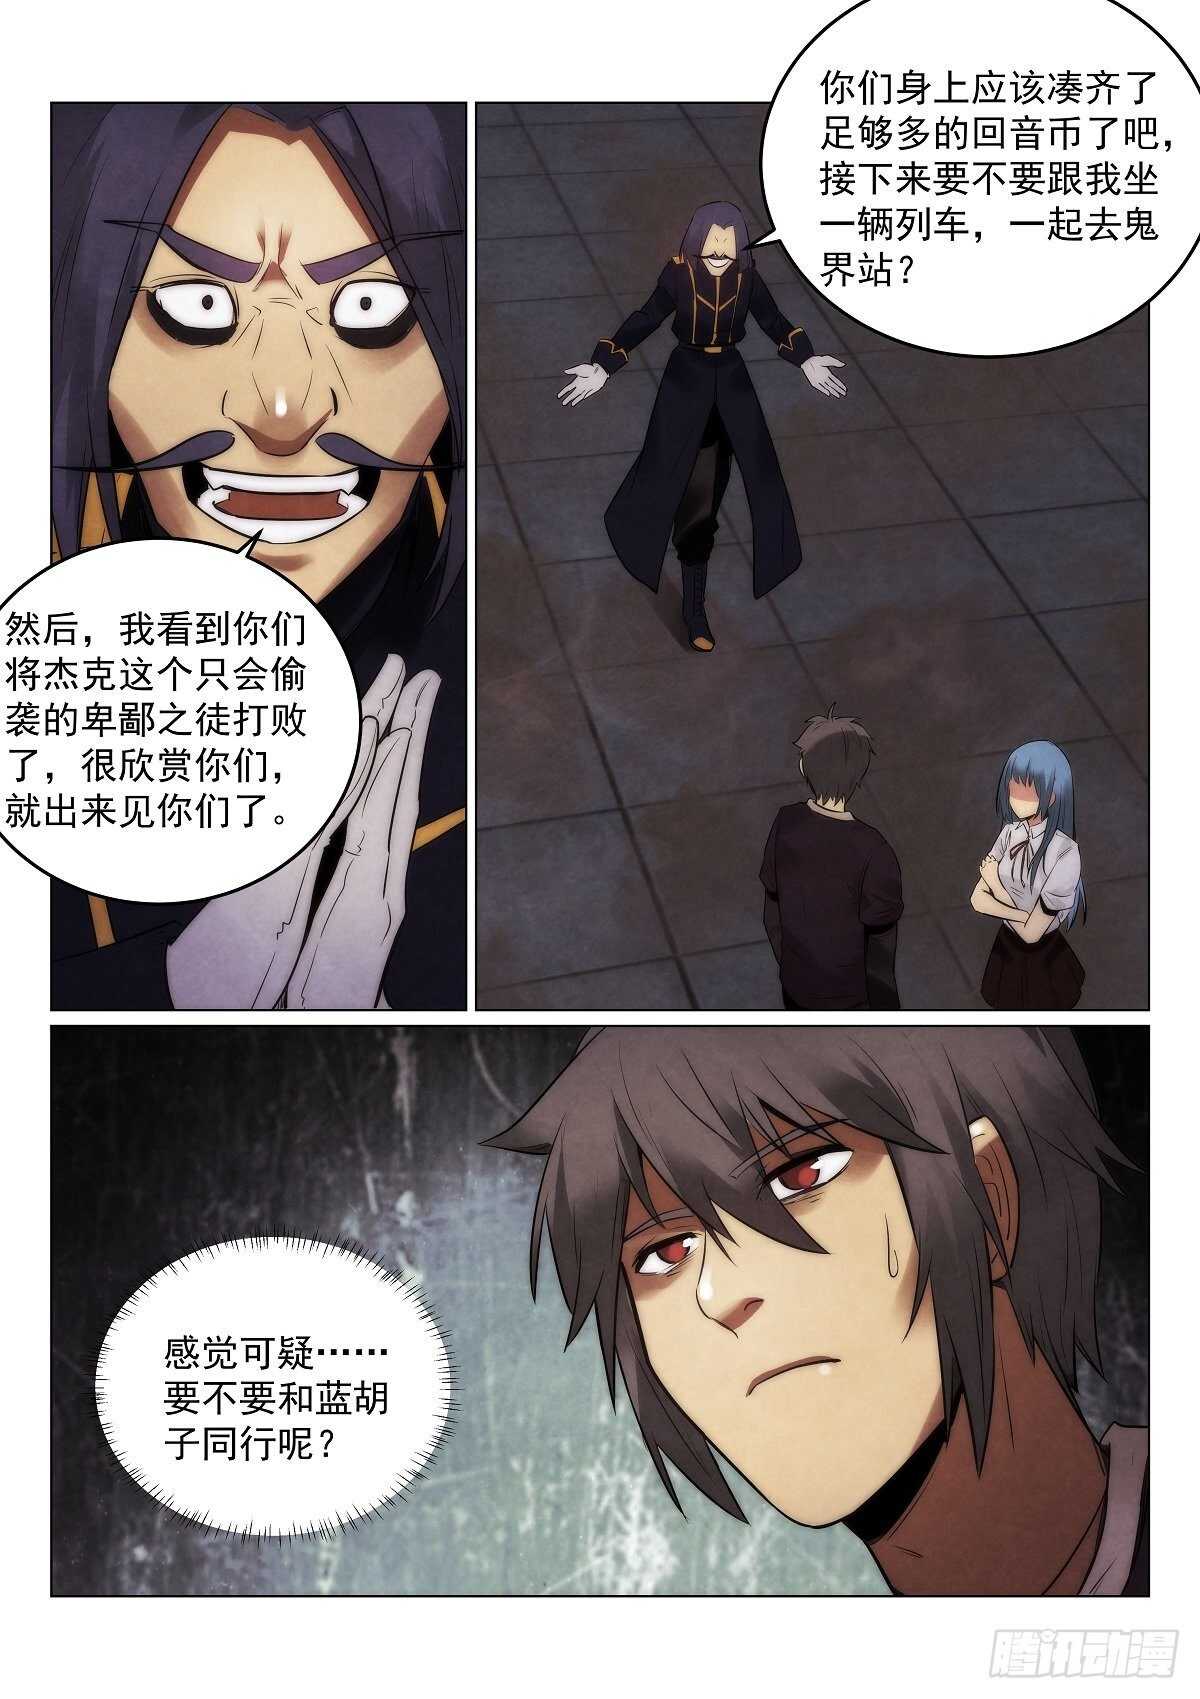 然后，我看到你们
将杰克这个只会偷
袭的卑鄙之徒打败
了，很欣赏你们，
就出来见你们了。
你们身上应该凑齐了
足够多的回音币了吧，
接下来要不要跟我坐
一辆列车，一起去鬼
界站？
感觉可疑……
要不要和蓝胡
子同行呢？
腾讯动漫